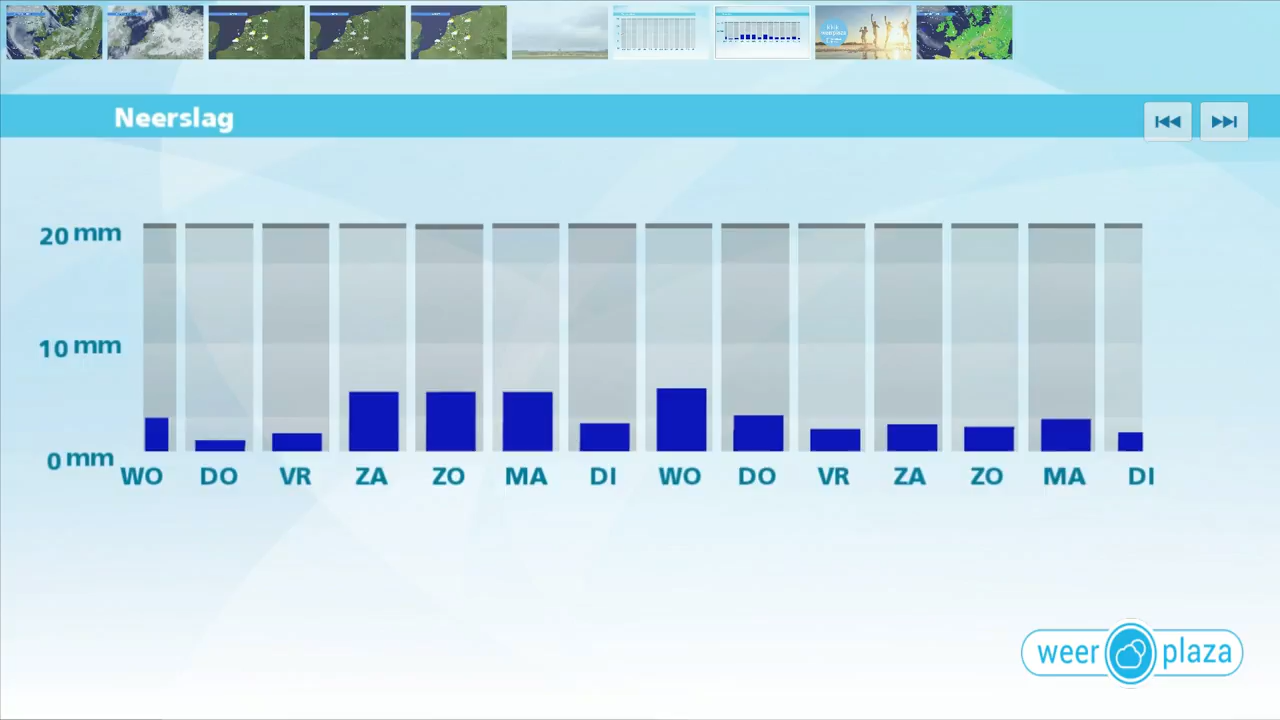 Neerslag
20 mm
10 mm
0 mm
WO DO VR ZA ZO MA DI WO DO VR ZA ZO MA DI
weer plaza